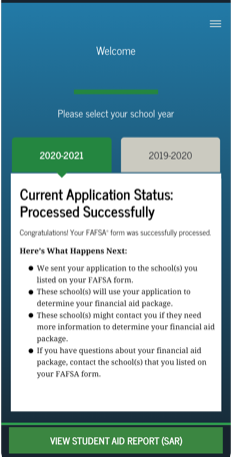 Welcome
Please select your school year
2020-2021
2019-2020
Current Application Status:
Processed Successfully
Congratulations! Your FAFSA® form was successfully processed.
Here's What Happens Next:
● We sent your application to the school(s) you
listed on your FAFSA form.
● These school(s) will use your application to
determine your financial aid package.
● These school(s) might contact you if they need
more information to determine your financial aid
package.
● If you have questions about your financial aid
package, contact the school(s) that you listed on
your FAFSA form.
VIEW STUDENT AID REPORT (SAR)